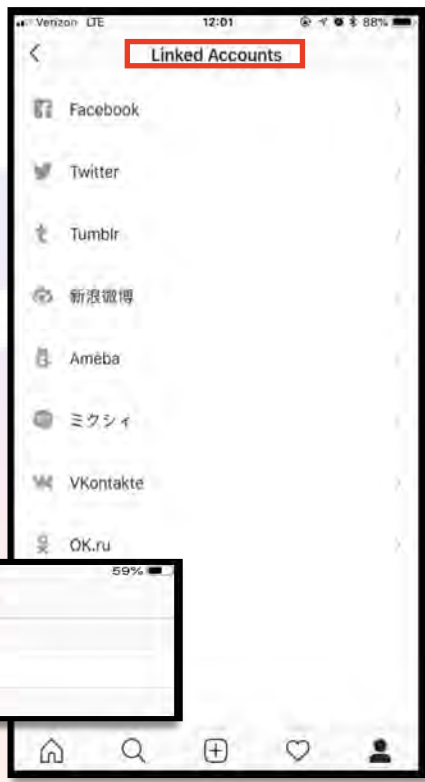 Verizon LTE 12:01 88%
Linked Accounts
Facebook
Twitter
Tumblr
新浪微博
Ameba
ミクシィ
VKontakte
OK.ru
59%